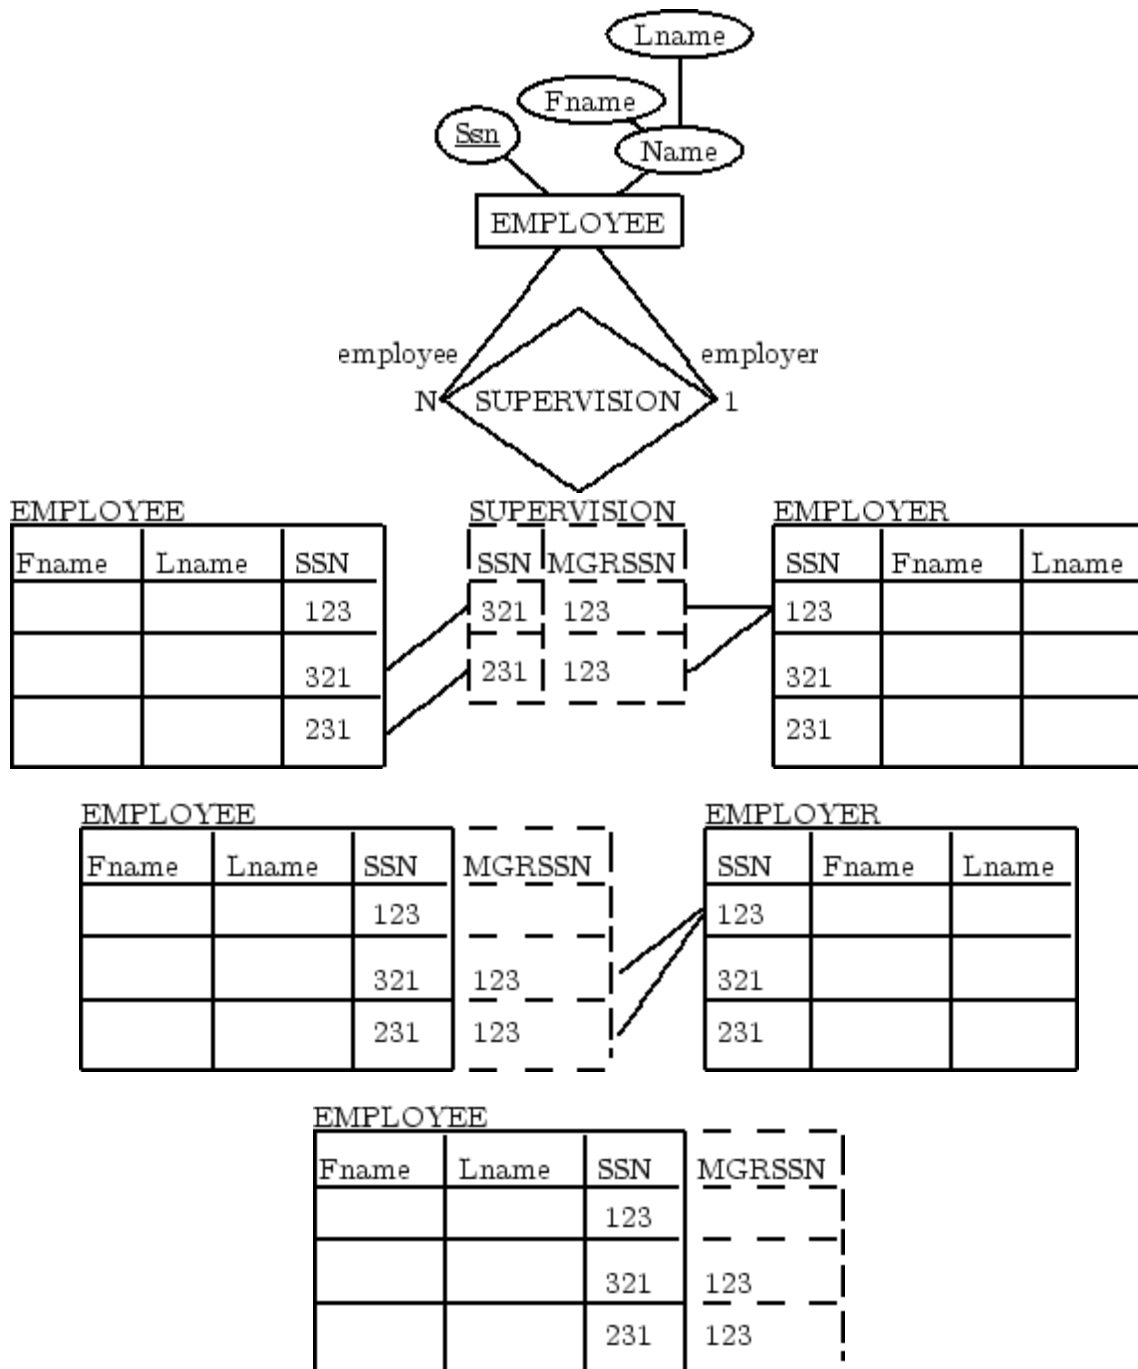 Lname
Fname
Ssn
Name
EMPLOYEE
employee employer
N SUPERVISION 1
EMPLOYEE SUPERVISION EMPLOYER
Fname Lname SSN SSN MGRSSN SSN Fname Lname
123 321 123 123
321 231 123 321
231 231
EMPLOYEE EMPLOYER
Fname Lname SSN MGRSSN SSN Fname Lname
123 123
321 123 321
231 123 231
EMPLOYEE
Fname Lname SSN MGRSSN
123
321 123
231 123